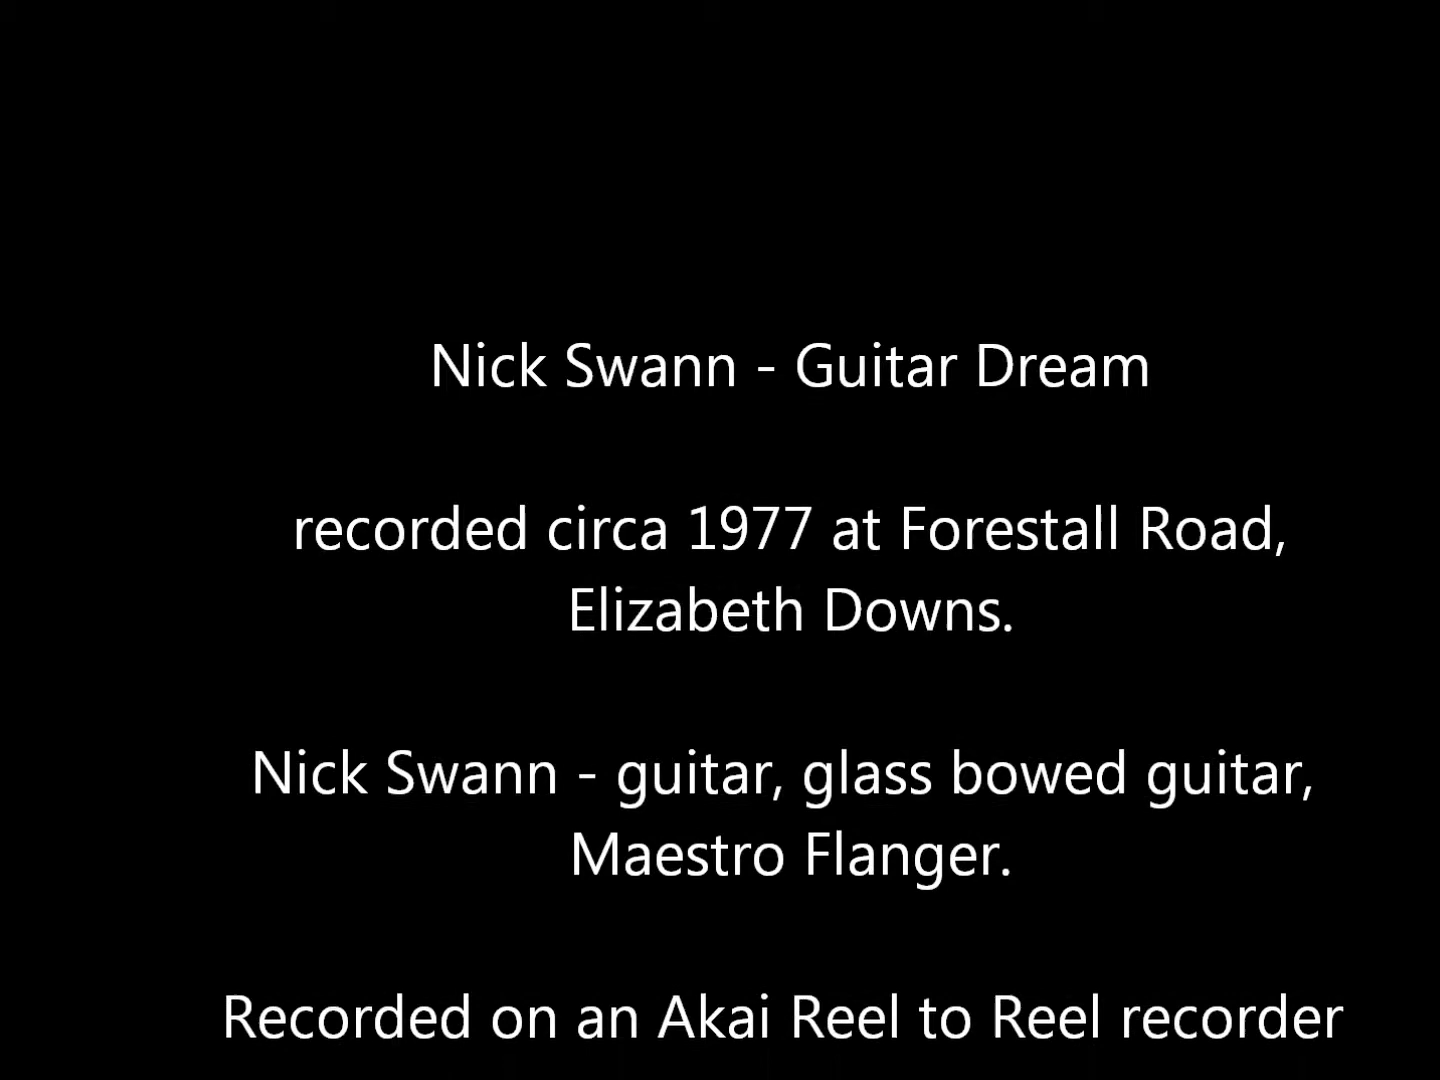 Nick Swann - Guitar Dream
recorded circa 1977 at Forestall Road,
Elizabeth Downs.
Nick Swann - guitar, glass bowed guitar,
Maestro Flanger.
Recorded on an Akai Reel to Reel recorder